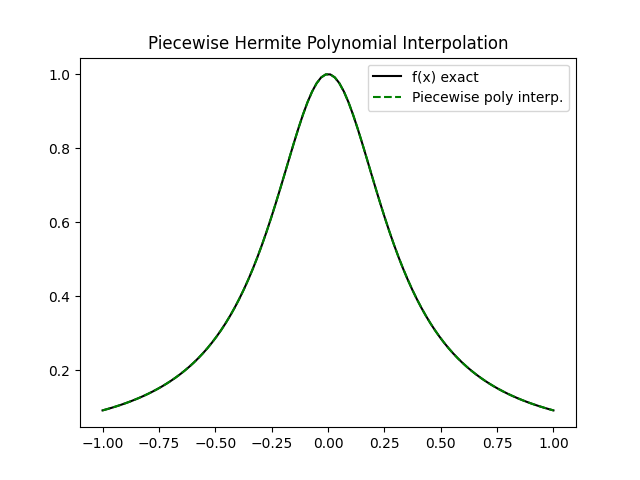 Piecewise Hermite Polynomial Interpolation
f(x) exact
Piecewise poly interp.
1.0
0.8
0.6
0.4
0.2
−1.00 −0.75 −0.50 −0.25 0.00 0.25 0.50 0.75 1.00